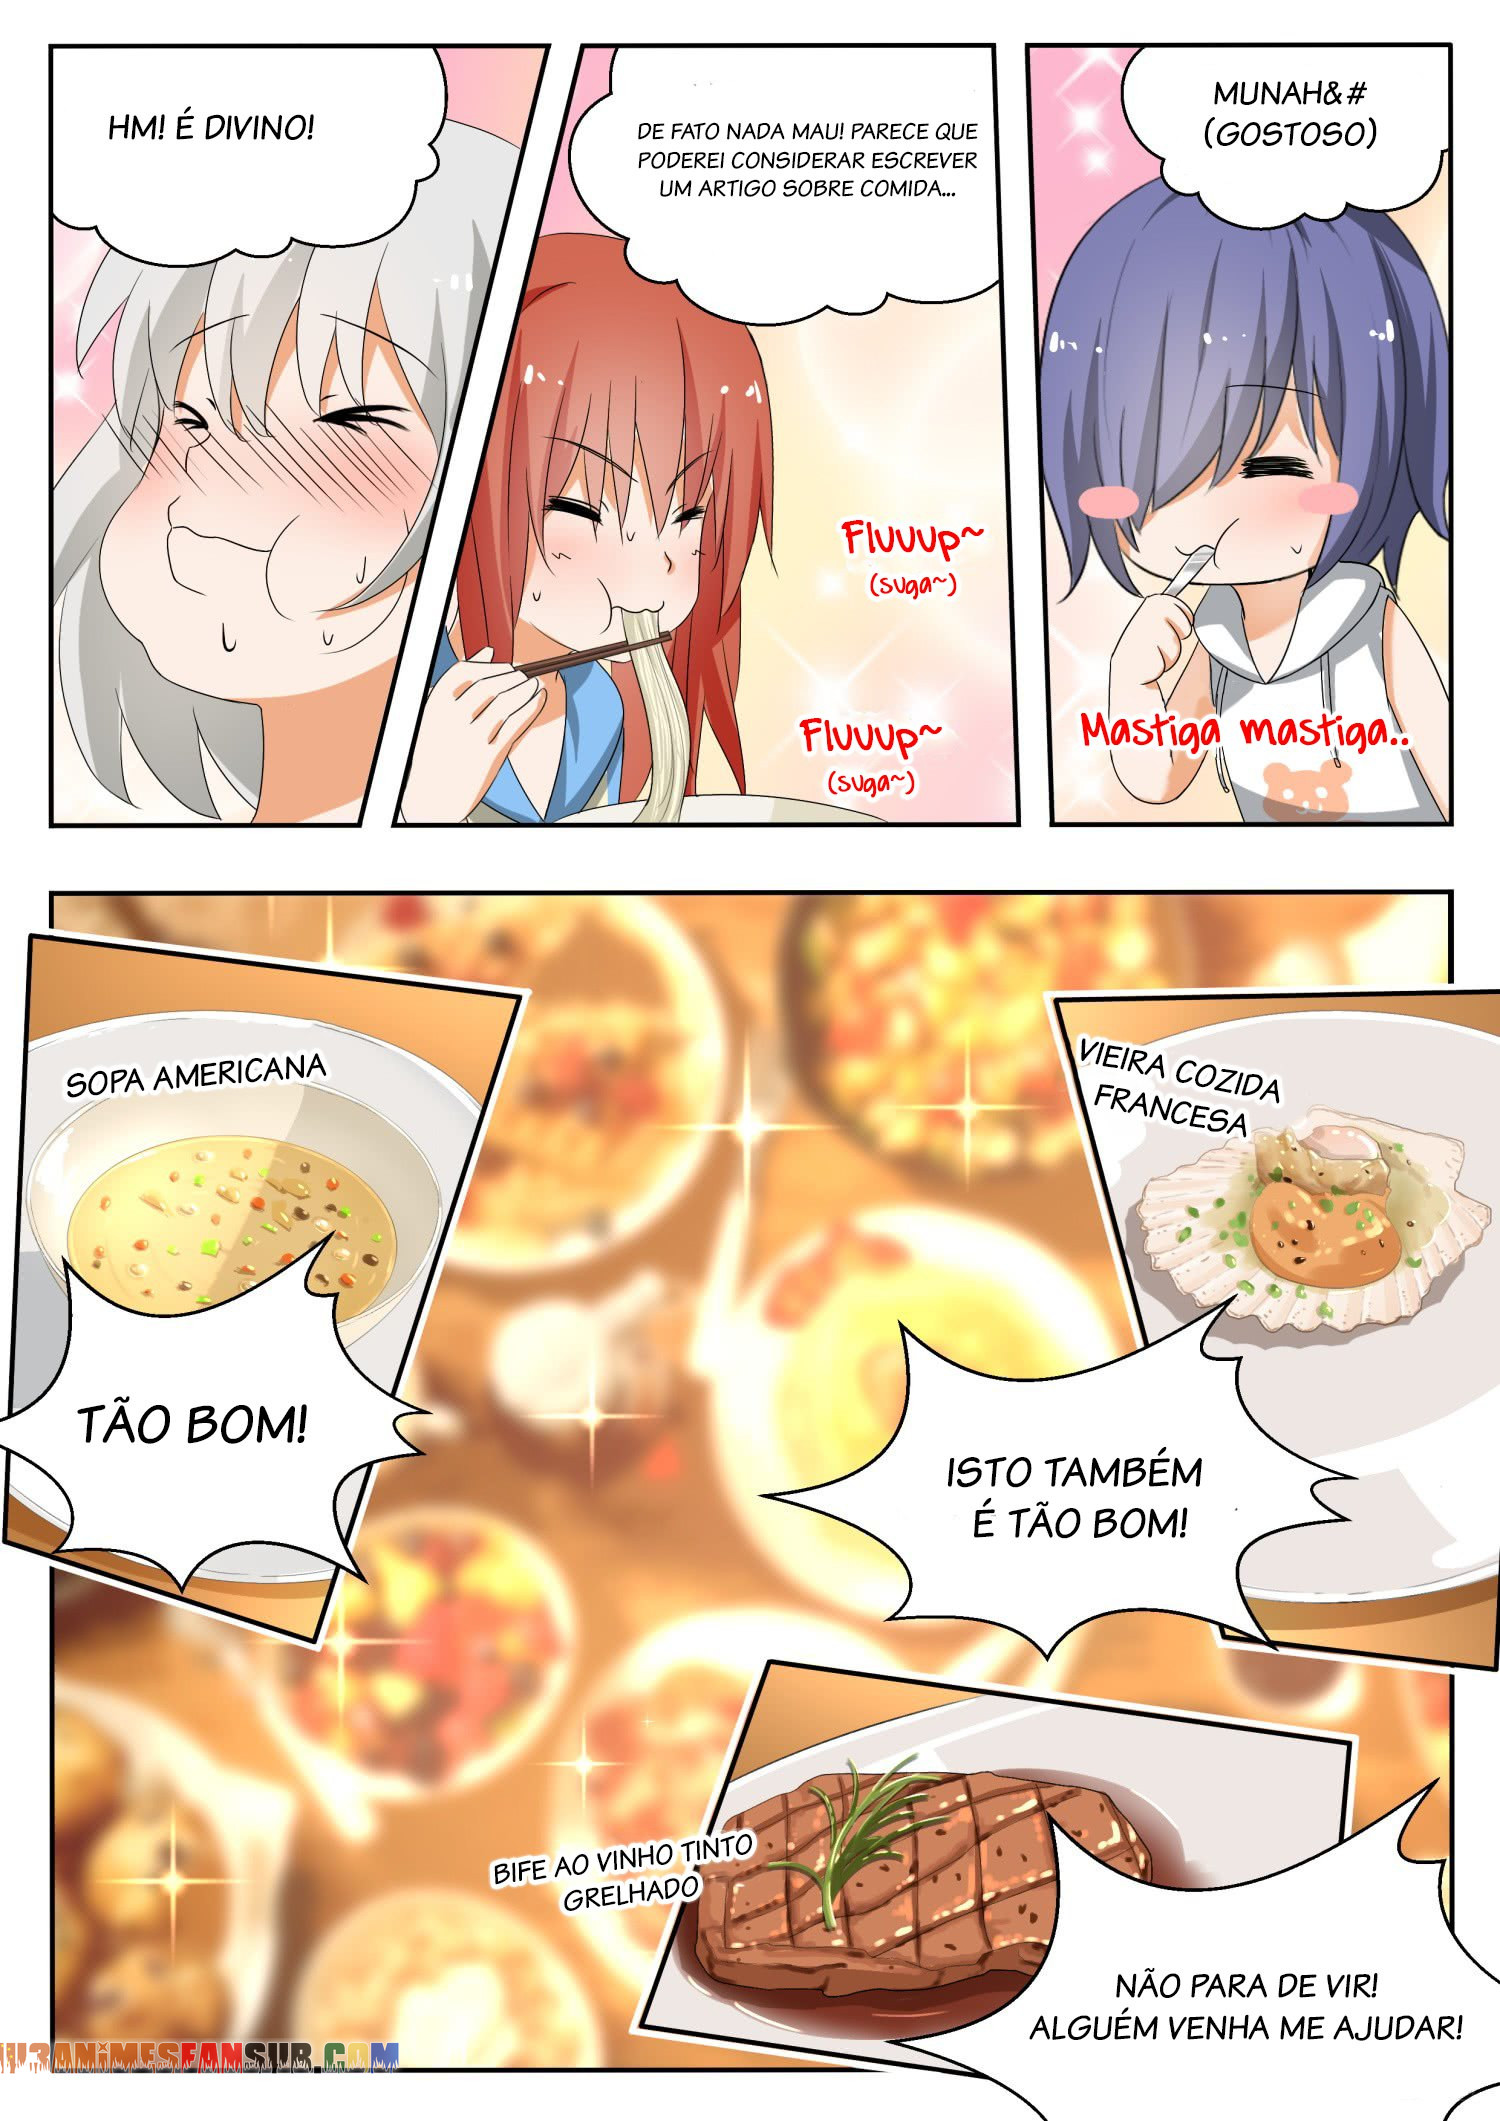 HM! É DIVINO!
DE FATO NADA MAU! PARECE QUE
PODEREI CONSIDERAR ESCREVER
UM ARTIGO SOBRE COMIDA...
MUNAH&#
(GOSTOSO)
Fluuup~
(suga~)
Fluuup~
(suga~)
Mastiga mastiga..
SOPA AMERICANA
TÃO BOM!
VIEIRA COZIDA
FRANCESA
ISTO TAMBÉM
É TÃO BOM!
BIFE AO VINHO TINTO
GRELHADO
NÃO PARA DE VIR!
ALGUÉM VENHA ME AJUDAR!